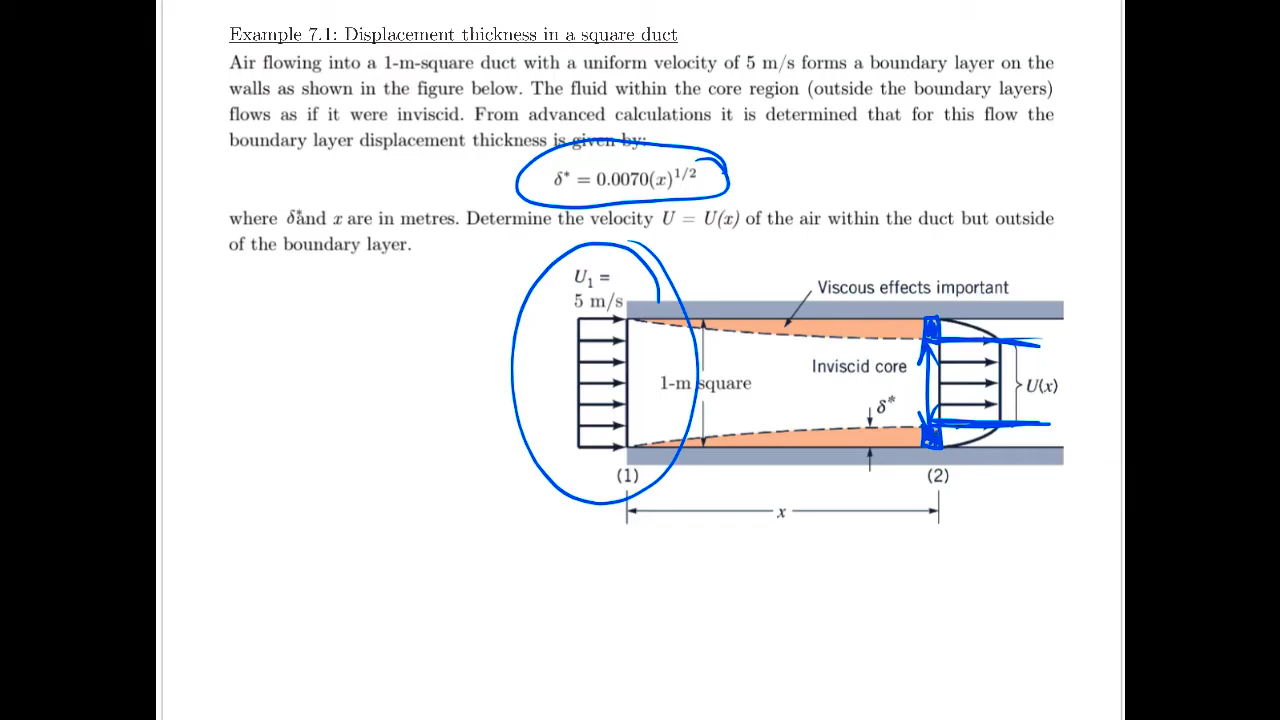 Example 7.1: Displacement thickness in a square duct
Air flowing into a 1-m-square duct with a uniform velocity of 5 m/s forms a boundary layer on the
walls as shown in the figure below. The fluid within the core region (outside the boundary layers)
flows as if it were inviscid. From advanced calculations it is determined that for this flow the
boundary layer displacement thickness is given by:
δ* = 0.0070(x)^1/2
where δ* and x are in metres. Determine the velocity U = U(x) of the air within the duct but outside
of the boundary layer.
U₁ =
5 m/s
Viscous effects important
Inviscid core
1-m square
U(x)
δ*
(1)
(2)
x